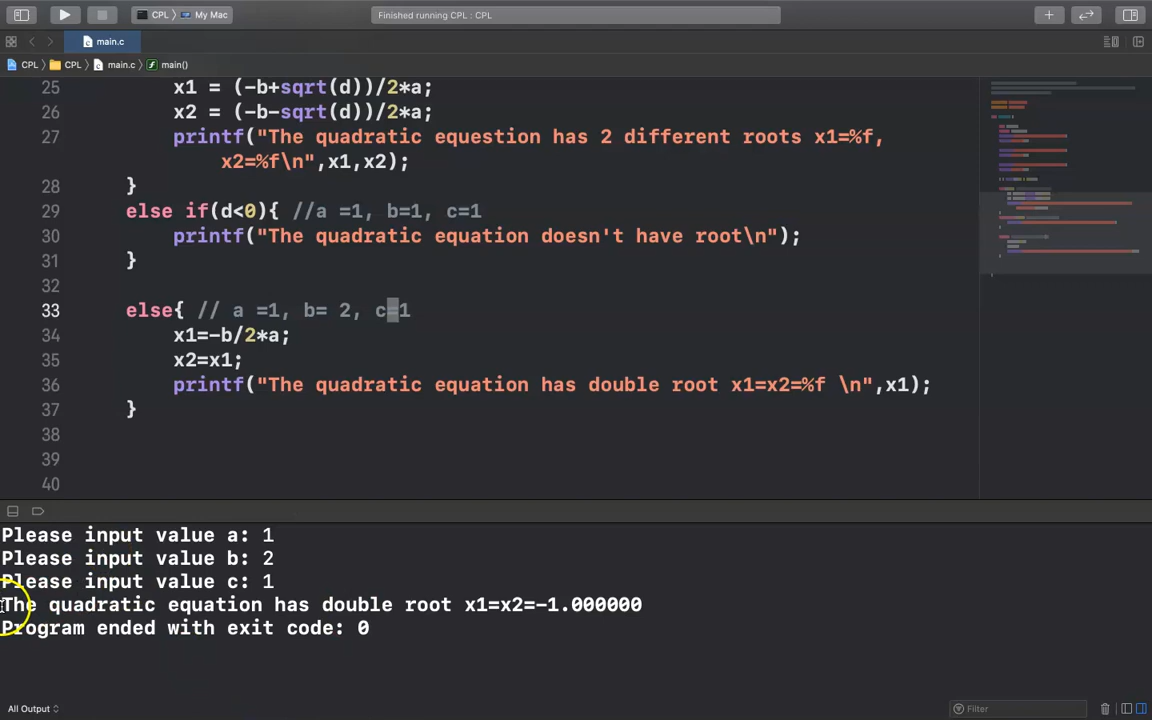 CPL My Mac
Finished running CPL : CPL
main.c
CPL CPL main.c main()
25 x1 = (-b+sqrt(d))/2*a;
26 x2 = (-b-sqrt(d))/2*a;
27 printf("The quadratic equestion has 2 different roots x1=%f,
x2=%f\n",x1,x2);
28 }
29 else if(d<0){ //a =1, b=1, c=1
30 printf("The quadratic equation doesn't have root\n");
31 }
32
33 else{ // a =1, b= 2, c=1
34 x1=-b/2*a;
35 x2=x1;
36 printf("The quadratic equation has double root x1=x2=%f \n",x1);
37 }
38
39
40
Please input value a: 1
Please input value b: 2
Please input value c: 1
The quadratic equation has double root x1=x2=-1.000000
Program ended with exit code: 0
All Output Filter